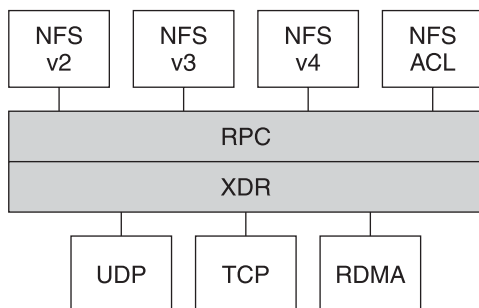 NFS
v2
NFS
v3
NFS
v4
NFS
ACL
RPC
XDR
UDP
TCP
RDMA